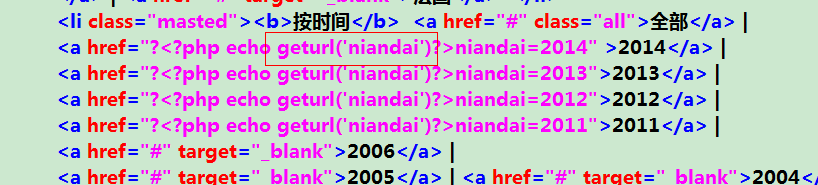 <li class="masted"><b>按时间</b> <a href="#" class="all">全部</a> |
<a href="?<?php echo geturl('niandai')?>niandai=2014" >2014</a> |
<a href="?<?php echo geturl('niandai')?>niandai=2013">2013</a> |
<a href="?<?php echo geturl('niandai')?>niandai=2012">2012</a> |
<a href="?<?php echo geturl('niandai')?>niandai=2011">2011</a> |
<a href="#" target="_blank">2006</a> |
<a href="#" target="_blank">2005</a> | <a href="#" target="_blank">2004</a>